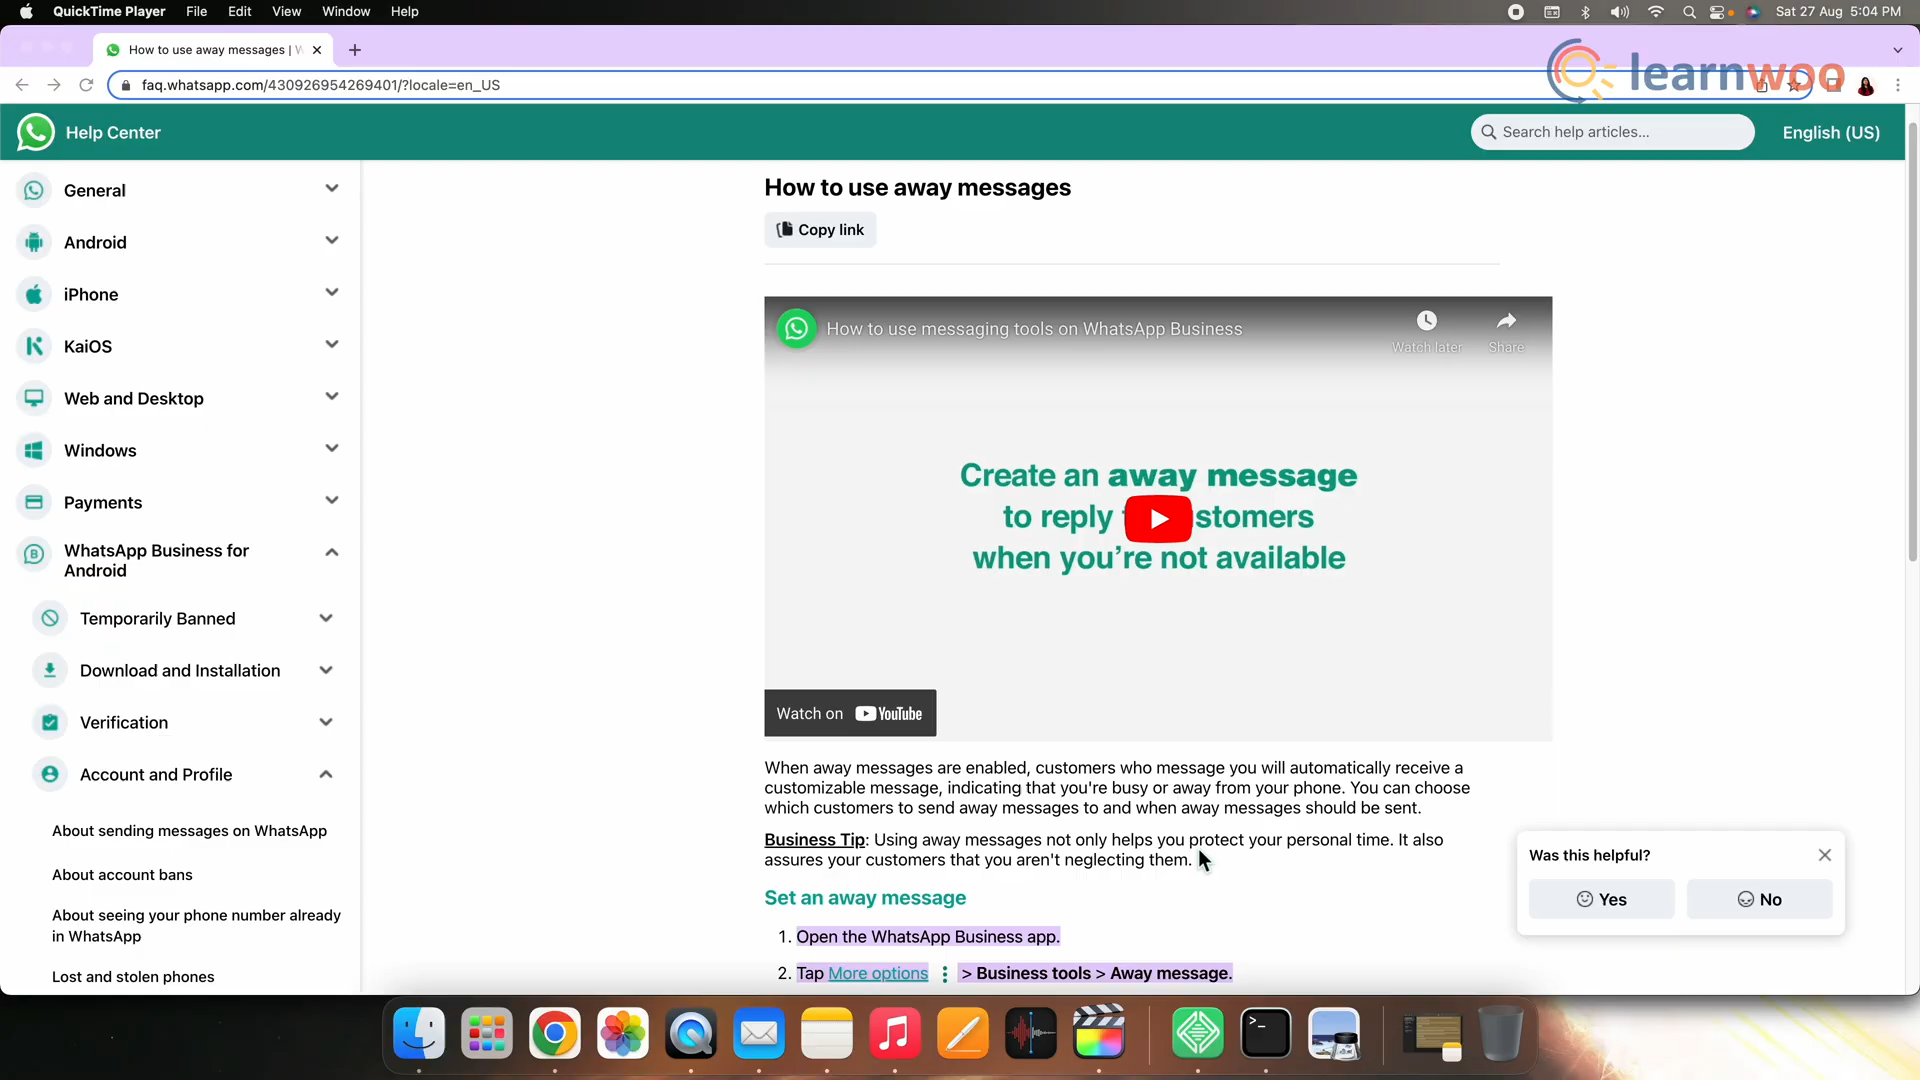 QuickTime Player File Edit View Window Help
Sat 27 Aug 5:04 PM
How to use away messages | W
learnwoo
faq.whatsapp.com/430926954269401/?locale=en_US
Help Center
Search help articles...
English (US)
General
Android
iPhone
KaiOS
Web and Desktop
Windows
Payments
WhatsApp Business for
Android
Temporarily Banned
Download and Installation
Verification
Account and Profile
About sending messages on WhatsApp
About account bans
About seeing your phone number already
in WhatsApp
Lost and stolen phones
How to use away messages
Copy link
How to use messaging tools on WhatsApp Business
Watch later
Share
Create an away message
to reply stomers
when you're not available
Watch on YouTube
When away messages are enabled, customers who message you will automatically receive a
customizable message, indicating that you're busy or away from your phone. You can choose
which customers to send away messages to and when away messages should be sent.
Business Tip: Using away messages not only helps you protect your personal time. It also
assures your customers that you aren't neglecting them.
Set an away message
1. Open the WhatsApp Business app.
2. Tap More options > Business tools > Away message.
Was this helpful?
Yes
No